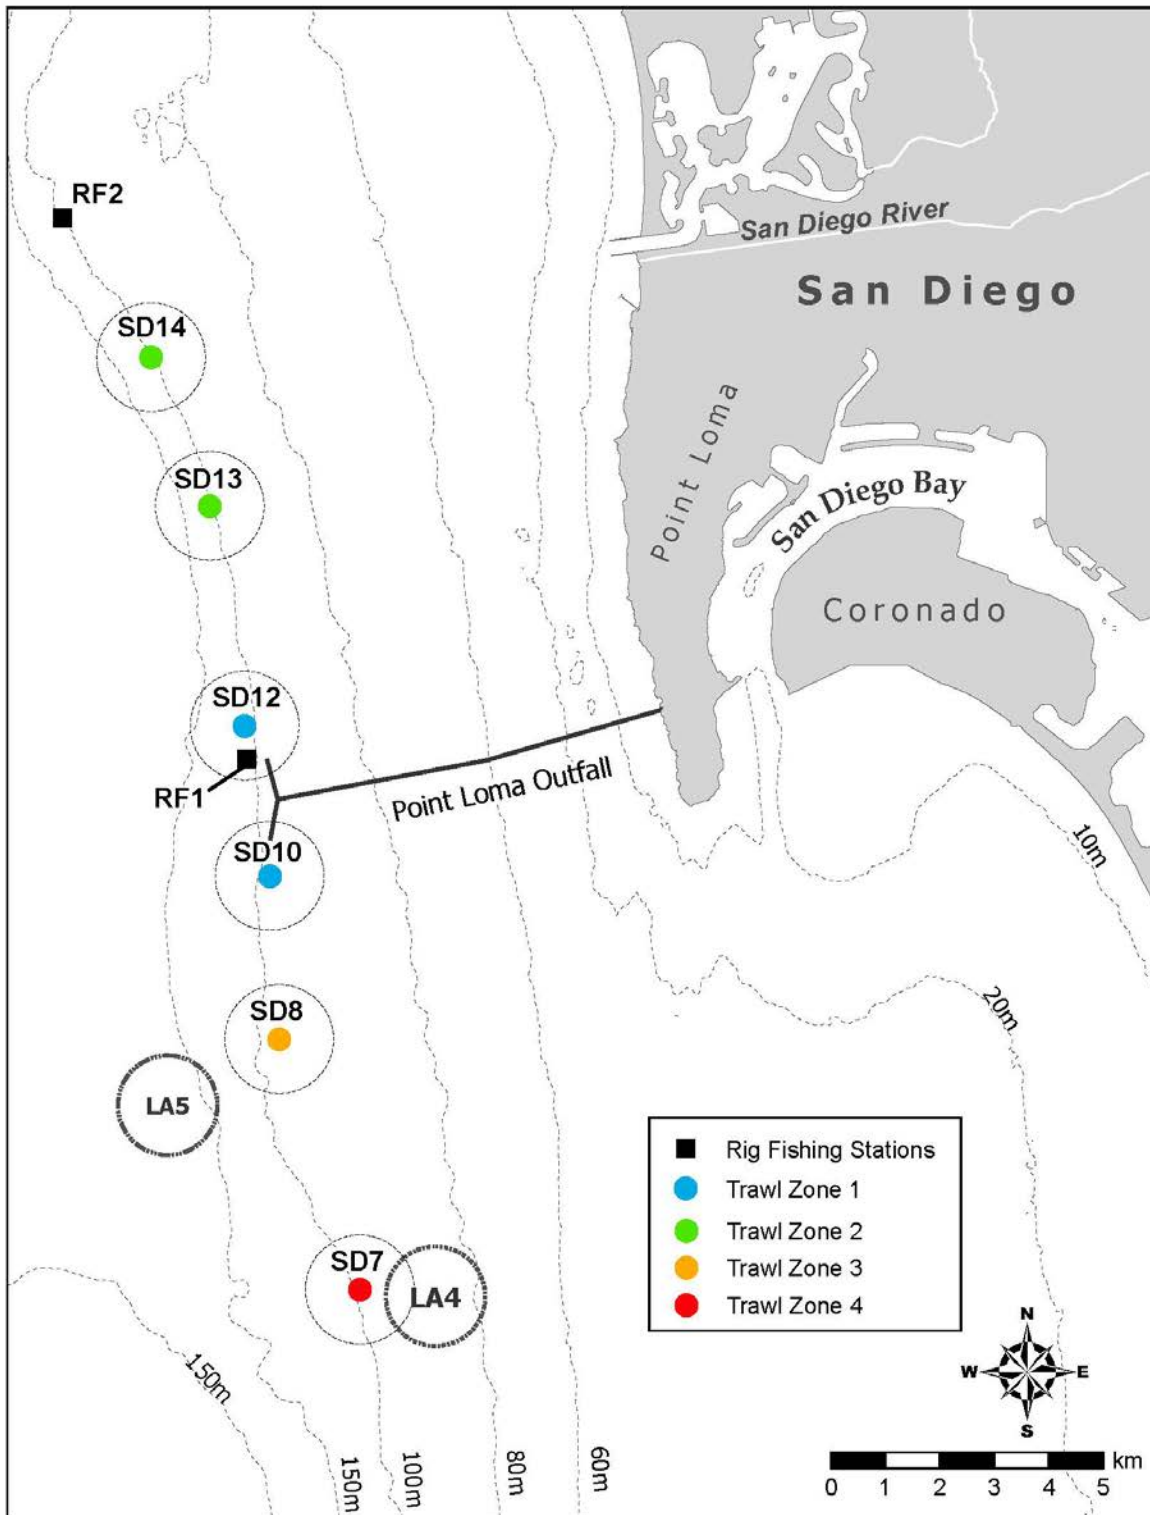 RF2
San Diego River
San Diego
SD14
Point Loma
SD13
San Diego Bay
Coronado
SD12
RF1
Point Loma Outfall
SD10
10m
SD8
20m
LA5
Rig Fishing Stations
Trawl Zone 1
Trawl Zone 2
Trawl Zone 3
Trawl Zone 4
SD7
LA4
N
W E
S
150m
150m
100m
80m
60m
km
0 1 2 3 4 5